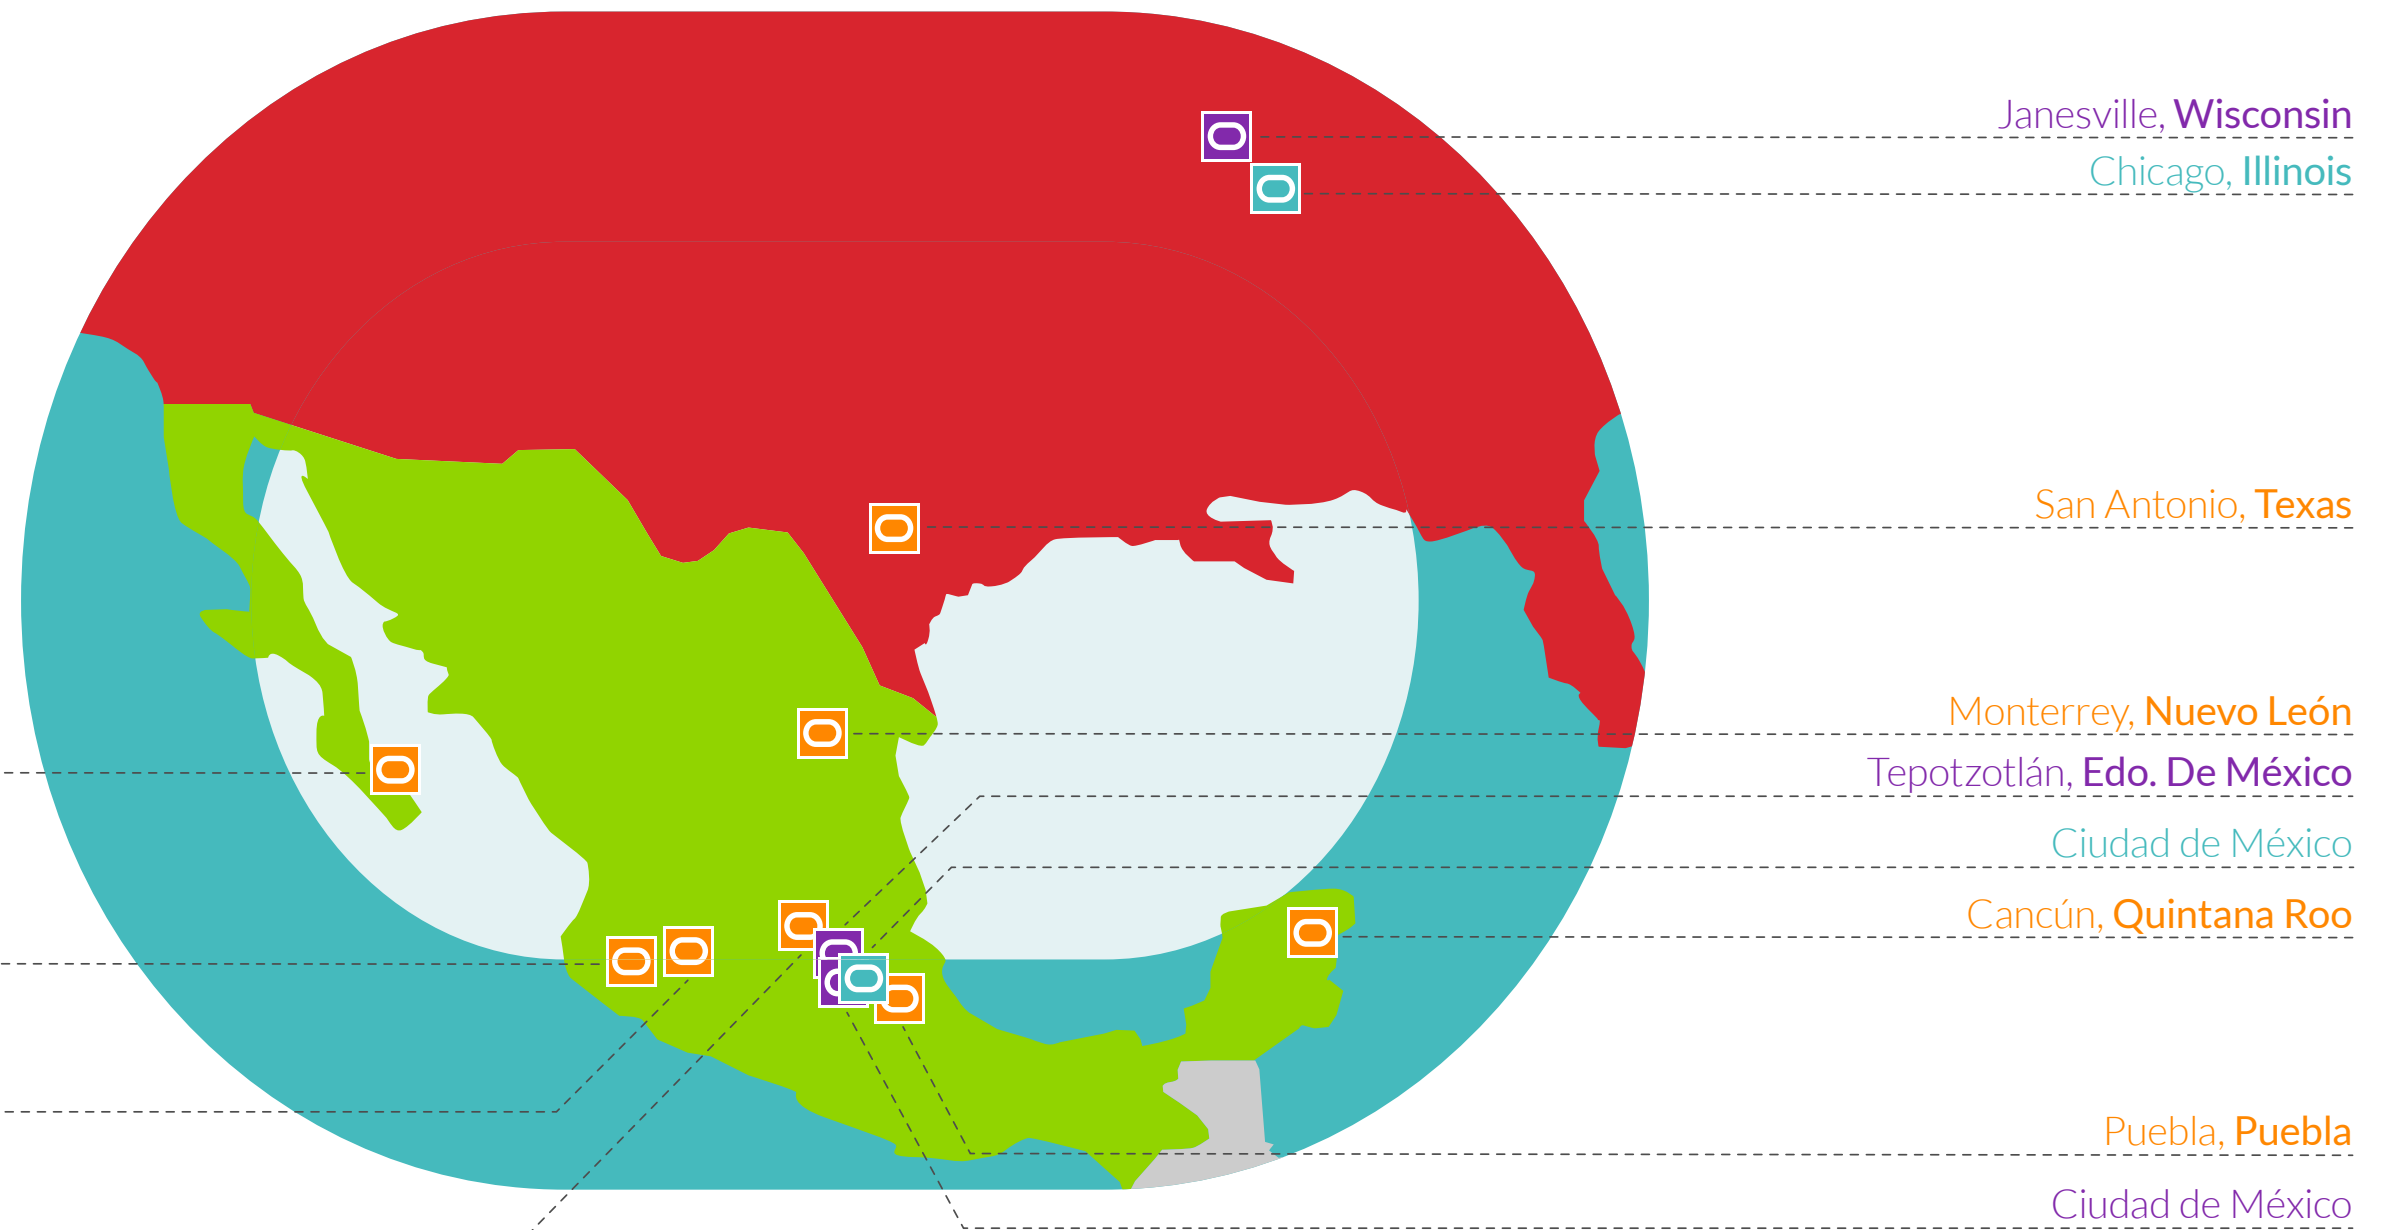 Janesville, Wisconsin
Chicago, Illinois
San Antonio, Texas
Monterrey, Nuevo León
Tepotzotlán, Edo. De México
Ciudad de México
Cancún, Quintana Roo
Puebla, Puebla
Ciudad de México